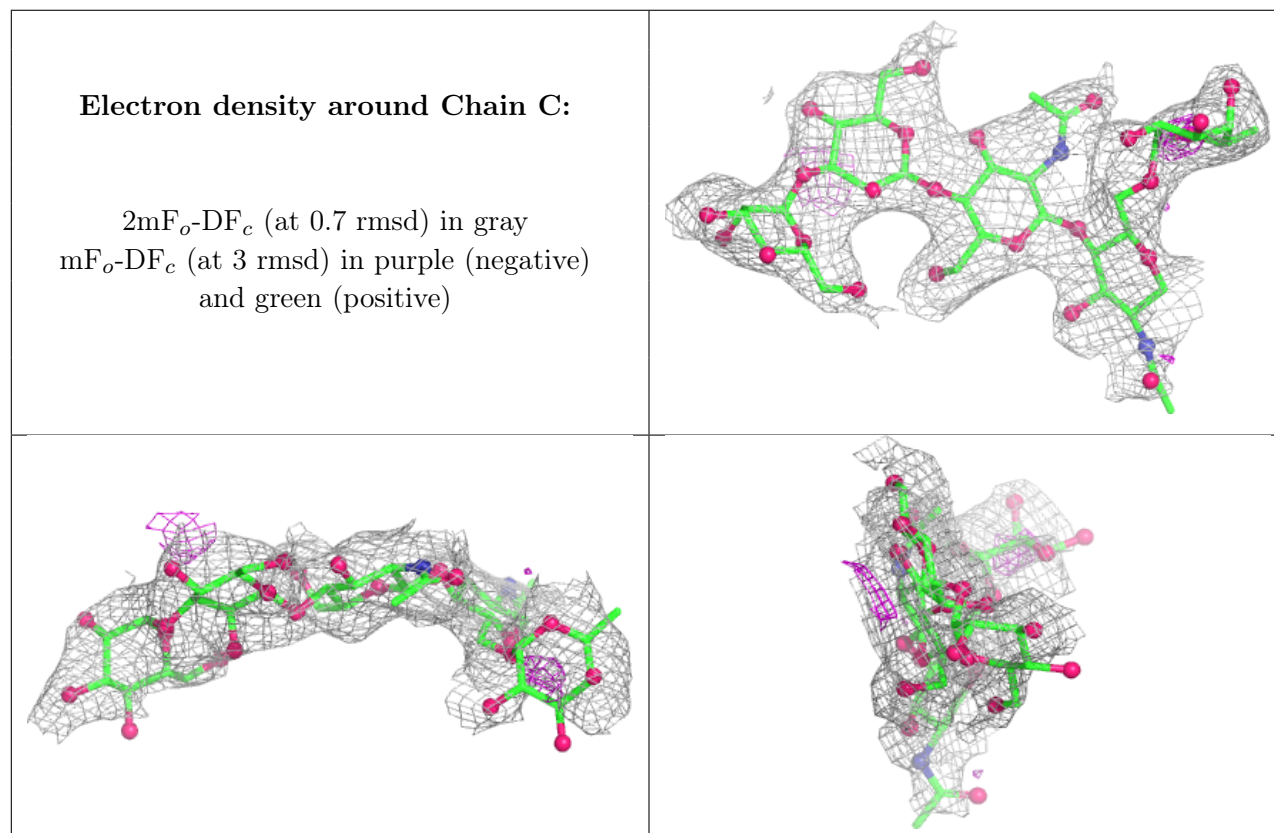 Electron density around Chain C:
2mFₒ-DF𝒸 (at 0.7 rmsd) in gray
mFₒ-DF𝒸 (at 3 rmsd) in purple (negative)
and green (positive)